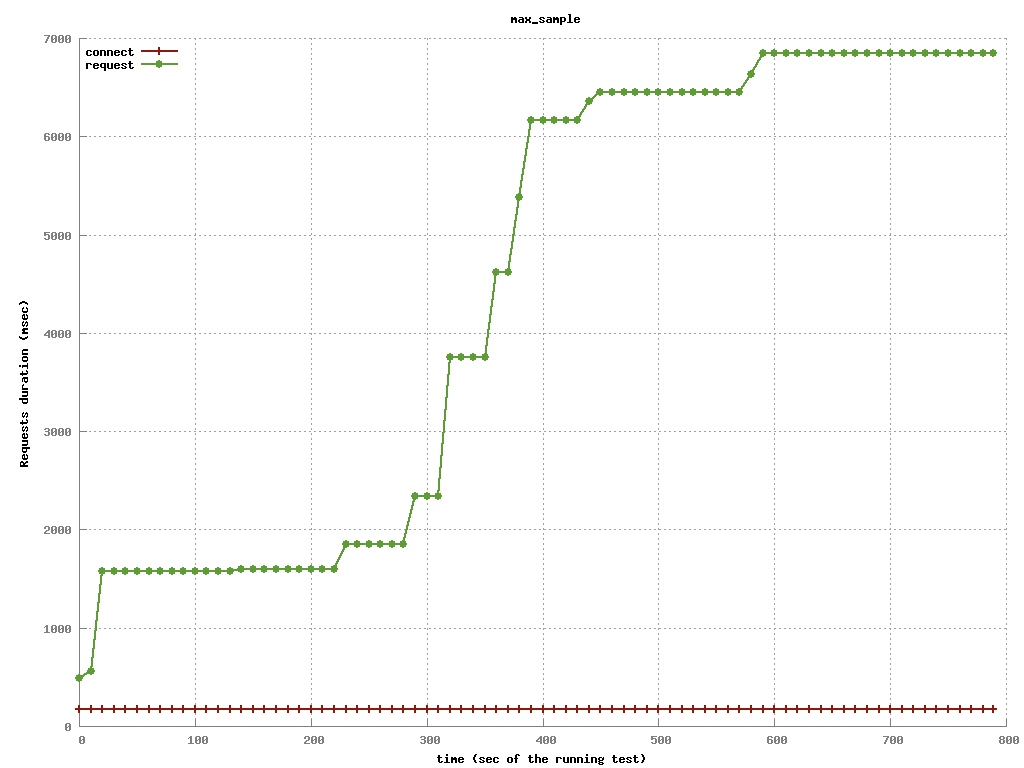 max_sample
connect
request
7000
6000
5000
4000
3000
2000
1000
0
Requests duration (msec)
0 100 200 300 400 500 600 700 800
time (sec of the running test)